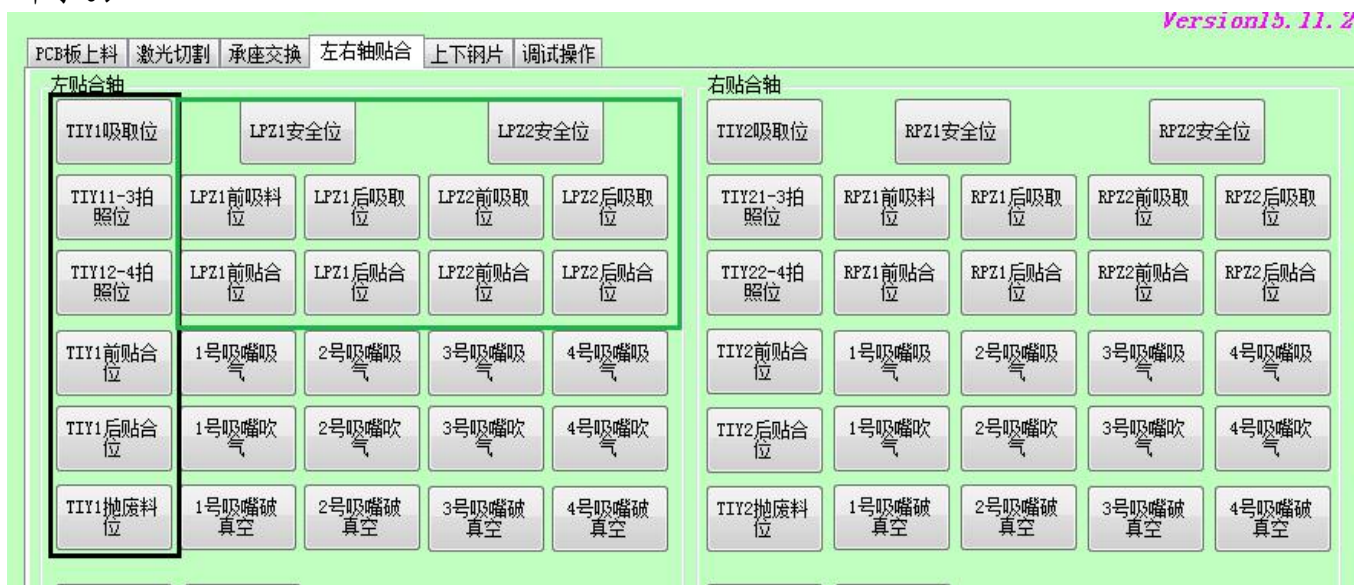 Version15.11.2
PCB板上料 激光切割 承座交换 左右轴贴合 上下钢片 调试操作
左贴合轴 右贴合轴
TIY1吸取位 LPZ1安全位 LPZ2安全位 TIY2吸取位 RPZ1安全位 RPZ2安全位
TIY11-3拍照位 LPZ1前吸料位 LPZ1后吸取位 LPZ2前吸取位 LPZ2后吸取位 TIY21-3拍照位 RPZ1前吸料位 RPZ1后吸取位 RPZ2前吸取位 RPZ2后吸取位
TIY12-4拍照位 LPZ1前贴合位 LPZ1后贴合位 LPZ2前贴合位 LPZ2后贴合位 TIY22-4拍照位 RPZ1前贴合位 RPZ1后贴合位 RPZ2前贴合位 RPZ2后贴合位
TIY1前贴合位 1号吸嘴吸气 2号吸嘴吸气 3号吸嘴吸气 4号吸嘴吸气 TIY2前贴合位 1号吸嘴吸气 2号吸嘴吸气 3号吸嘴吸气 4号吸嘴吸气
TIY1后贴合位 1号吸嘴吹气 2号吸嘴吹气 3号吸嘴吹气 4号吸嘴吹气 TIY2后贴合位 1号吸嘴吹气 2号吸嘴吹气 3号吸嘴吹气 4号吸嘴吹气
TIY1抛废料位 1号吸嘴破真空 2号吸嘴破真空 3号吸嘴破真空 4号吸嘴破真空 TIY2抛废料位 1号吸嘴破真空 2号吸嘴破真空 3号吸嘴破真空 4号吸嘴破真空